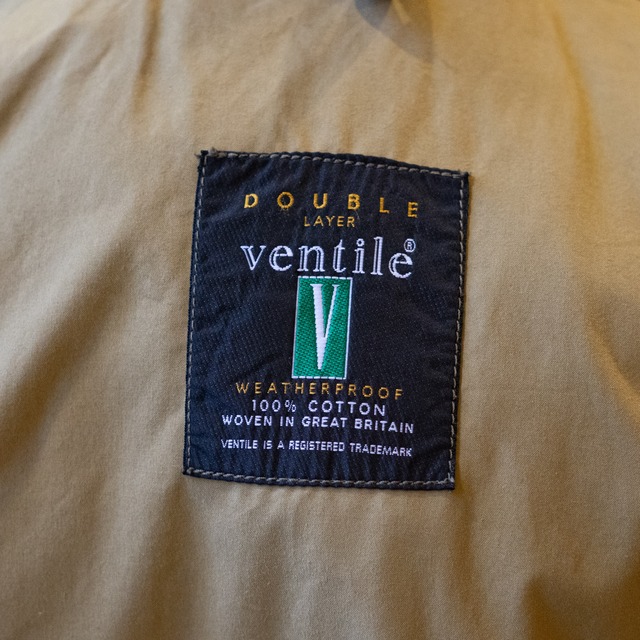 DOUBLE
LAYER
ventile®
V
WEATHERPROOF
100% COTTON
WOVEN IN GREAT BRITAIN
VENTILE IS A REGISTERED TRADEMARK